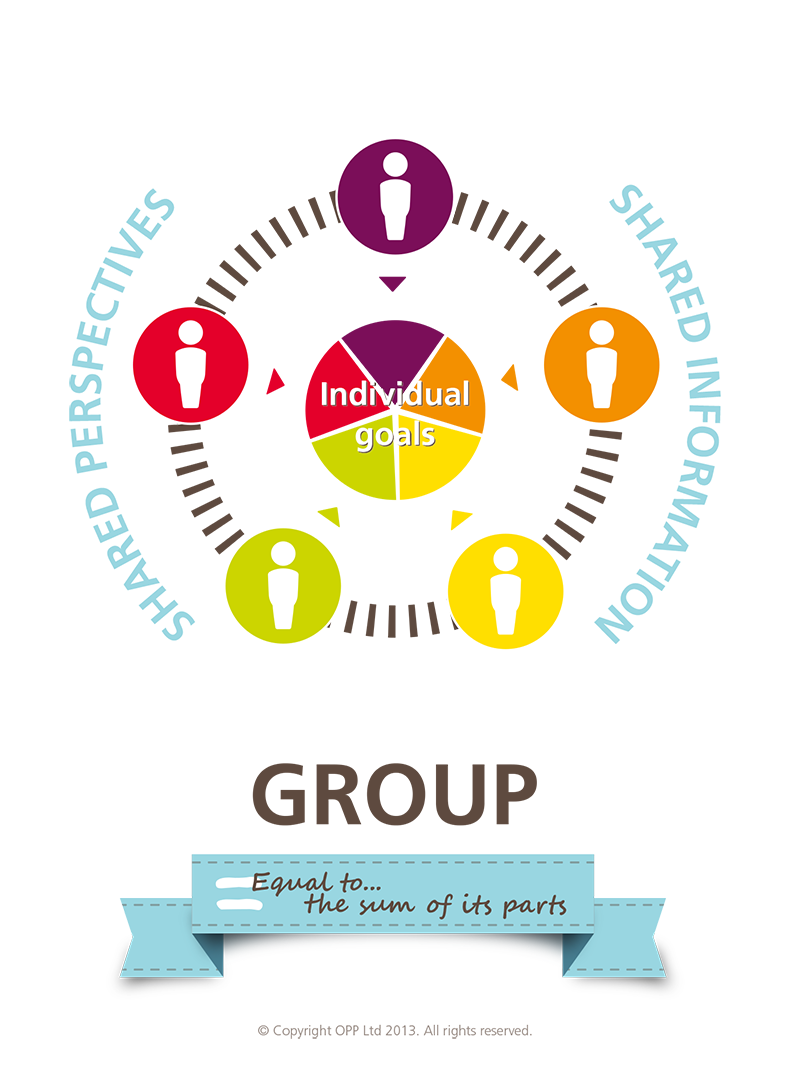 SHARED PERSPECTIVES
SHARED INFORMATION
Individual
goals
GROUP
Equal to...
the sum of its parts
© Copyright OPP Ltd 2013. All rights reserved.